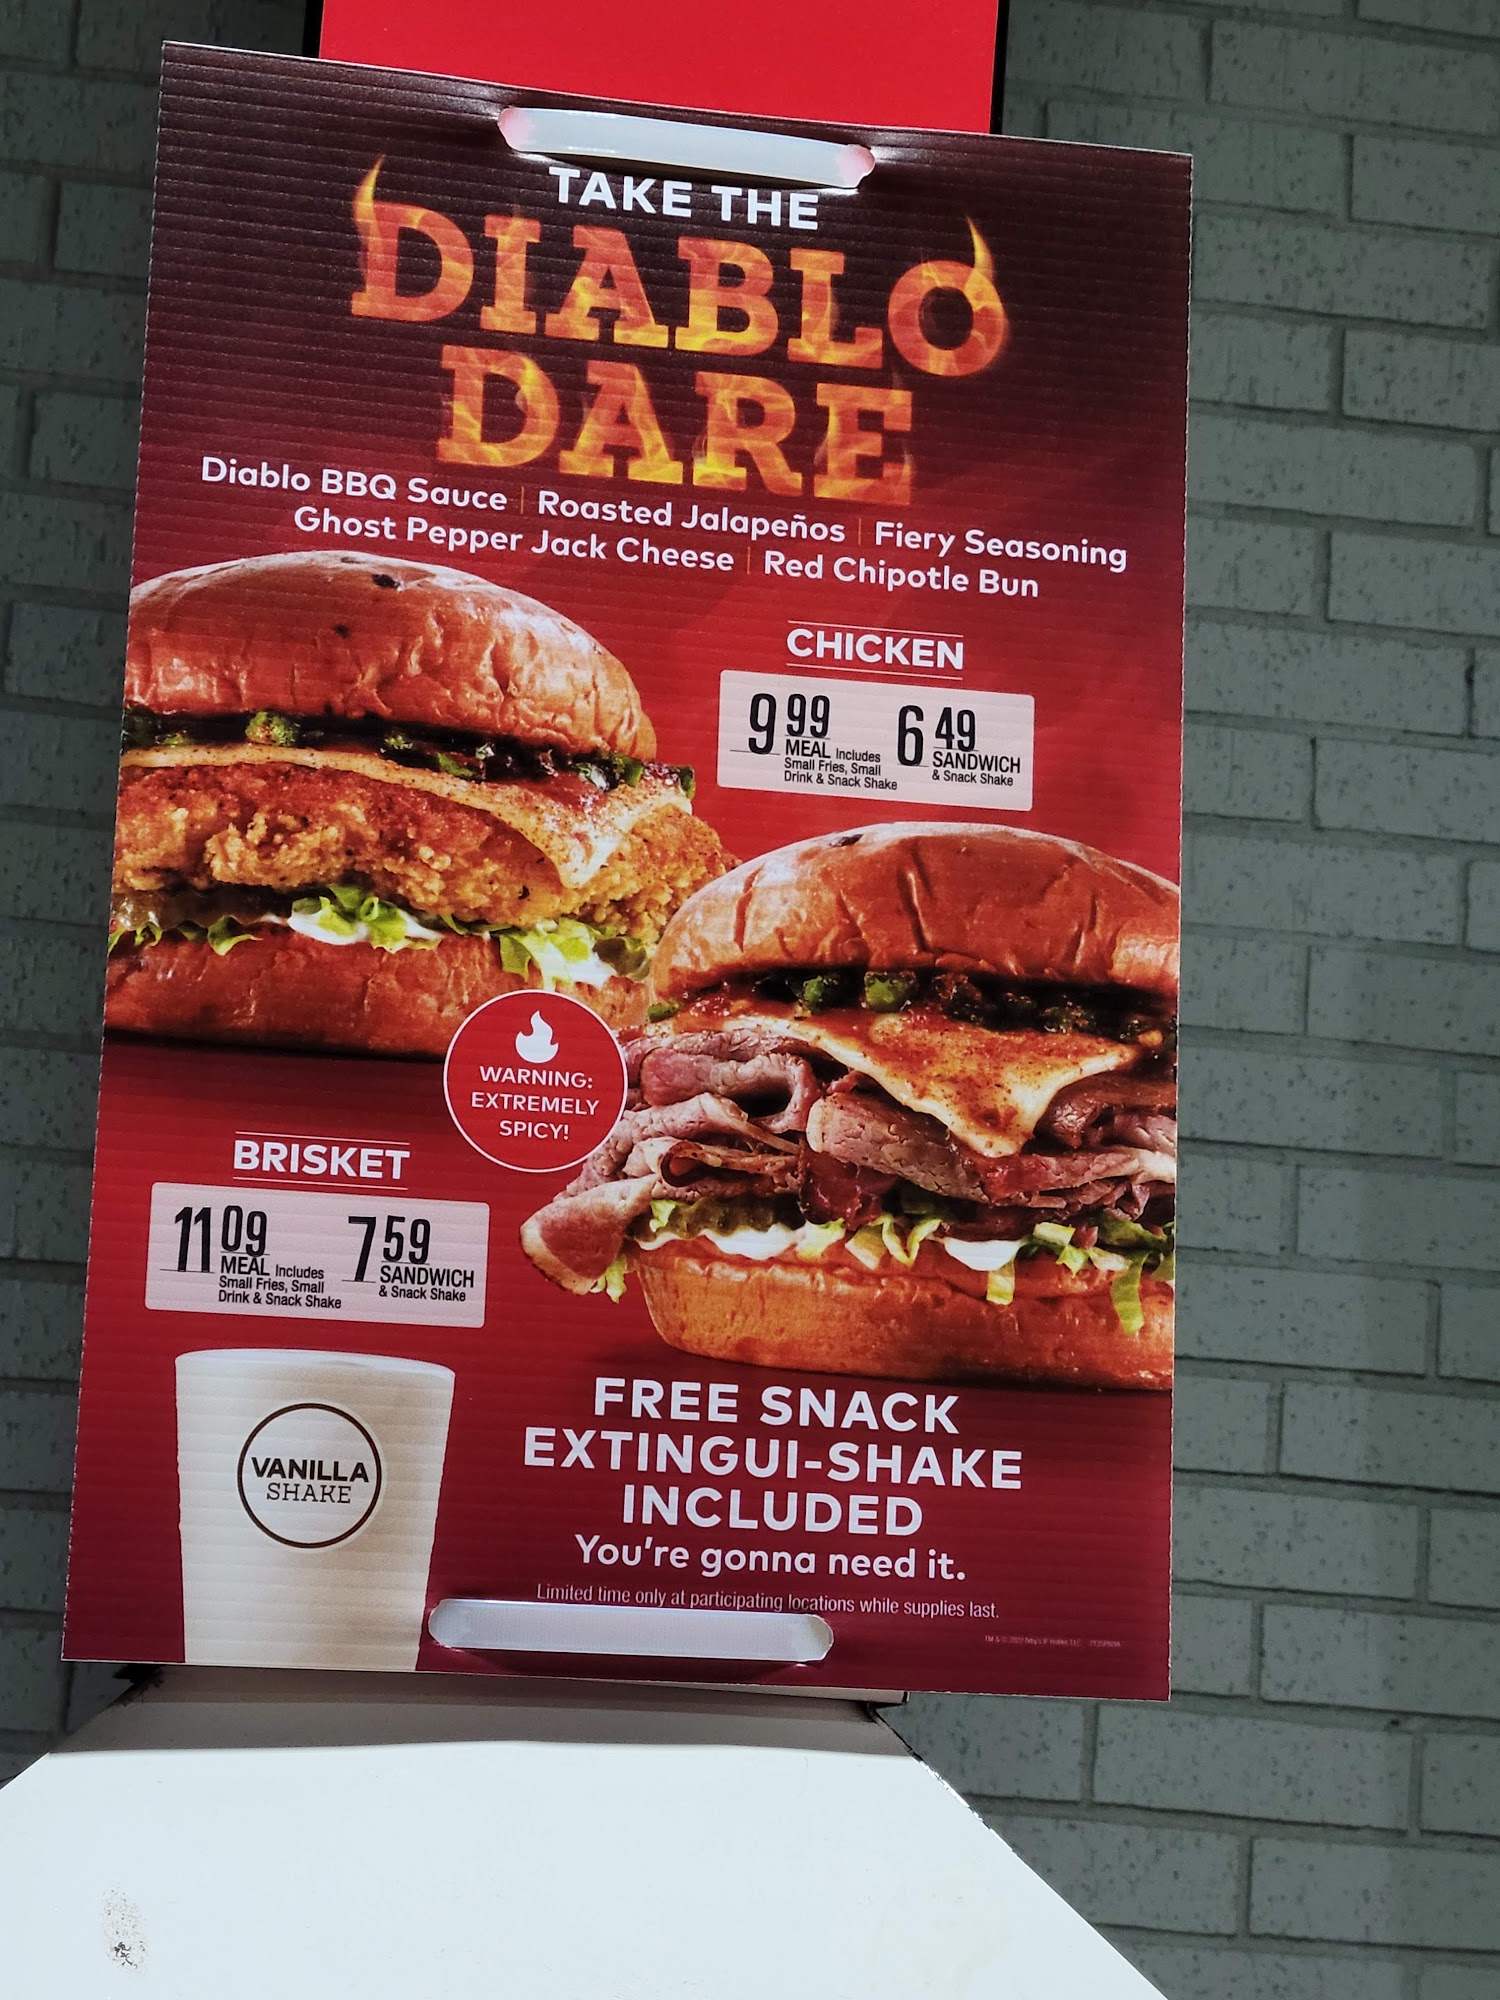 TAKE THE
DIABLO
DARE
Diablo BBQ Sauce | Roasted Jalapeños | Fiery Seasoning
Ghost Pepper Jack Cheese | Red Chipotle Bun
CHICKEN
9 99 MEAL Includes Small Fries, Small Drink & Snack Shake
6 49 SANDWICH & Snack Shake
WARNING:
EXTREMELY
SPICY!
BRISKET
11 09 MEAL Includes Small Fries, Small Drink & Snack Shake
7 59 SANDWICH & Snack Shake
VANILLA
SHAKE
FREE SNACK
EXTINGUI-SHAKE
INCLUDED
You're gonna need it.
Limited time only at participating locations while supplies last.